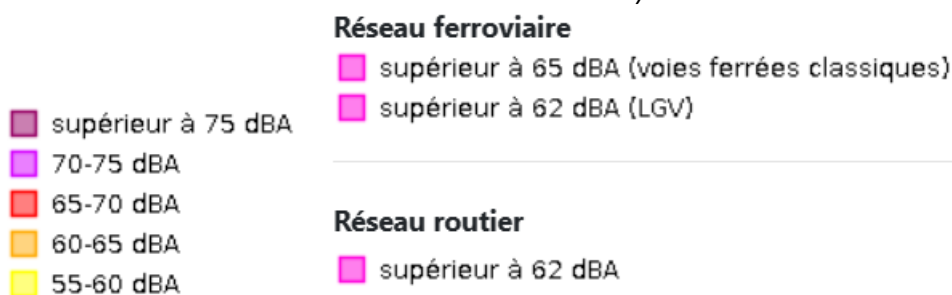 supérieur à 75 dBA
70-75 dBA
65-70 dBA
60-65 dBA
55-60 dBA
Réseau ferroviaire
supérieur à 65 dBA (voies ferrées classiques)
supérieur à 62 dBA (LGV)
Réseau routier
supérieur à 62 dBA